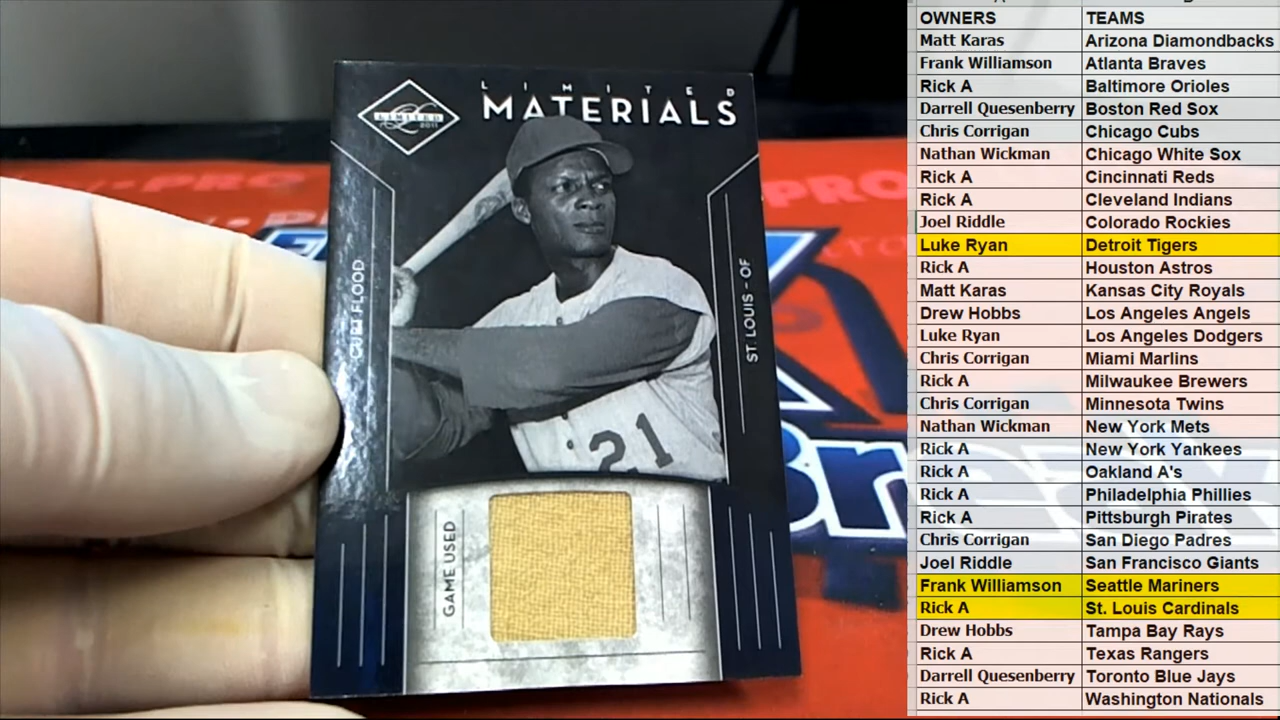 LIMITED
MATERIALS
LIMITED
2011
CURT FLOOD
ST. LOUIS - OF
21
GAME USED
PRO
PRO
Br
OWNERS TEAMS
Matt Karas Arizona Diamondbacks
Frank Williamson Atlanta Braves
Rick A Baltimore Orioles
Darrell Quesenberry Boston Red Sox
Chris Corrigan Chicago Cubs
Nathan Wickman Chicago White Sox
Rick A Cincinnati Reds
Rick A Cleveland Indians
Joel Riddle Colorado Rockies
Luke Ryan Detroit Tigers
Rick A Houston Astros
Matt Karas Kansas City Royals
Drew Hobbs Los Angeles Angels
Luke Ryan Los Angeles Dodgers
Chris Corrigan Miami Marlins
Rick A Milwaukee Brewers
Chris Corrigan Minnesota Twins
Nathan Wickman New York Mets
Rick A New York Yankees
Rick A Oakland A's
Rick A Philadelphia Phillies
Rick A Pittsburgh Pirates
Chris Corrigan San Diego Padres
Joel Riddle San Francisco Giants
Frank Williamson Seattle Mariners
Rick A St. Louis Cardinals
Drew Hobbs Tampa Bay Rays
Rick A Texas Rangers
Darrell Quesenberry Toronto Blue Jays
Rick A Washington Nationals